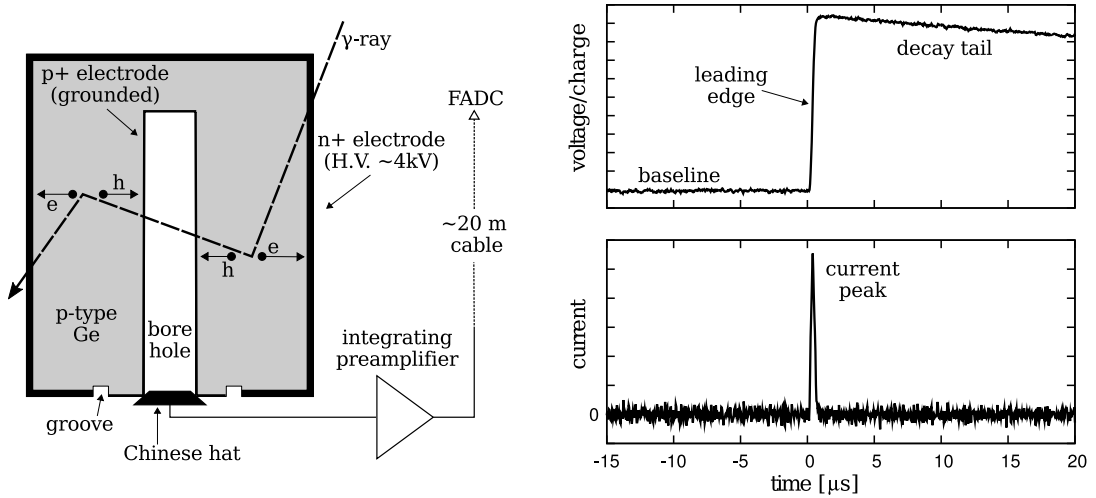 γ-ray
p+ electrode
(grounded)
FADC
n+ electrode
(H.V. ~4kV)
h
e
e
h
~20 m
cable
p-type
Ge
bore
hole
integrating
preamplifier
groove
Chinese hat
voltage/charge
leading
edge
decay tail
baseline
current
current
peak
0
-15
-10
-5
0
5
10
15
20
time [μs]